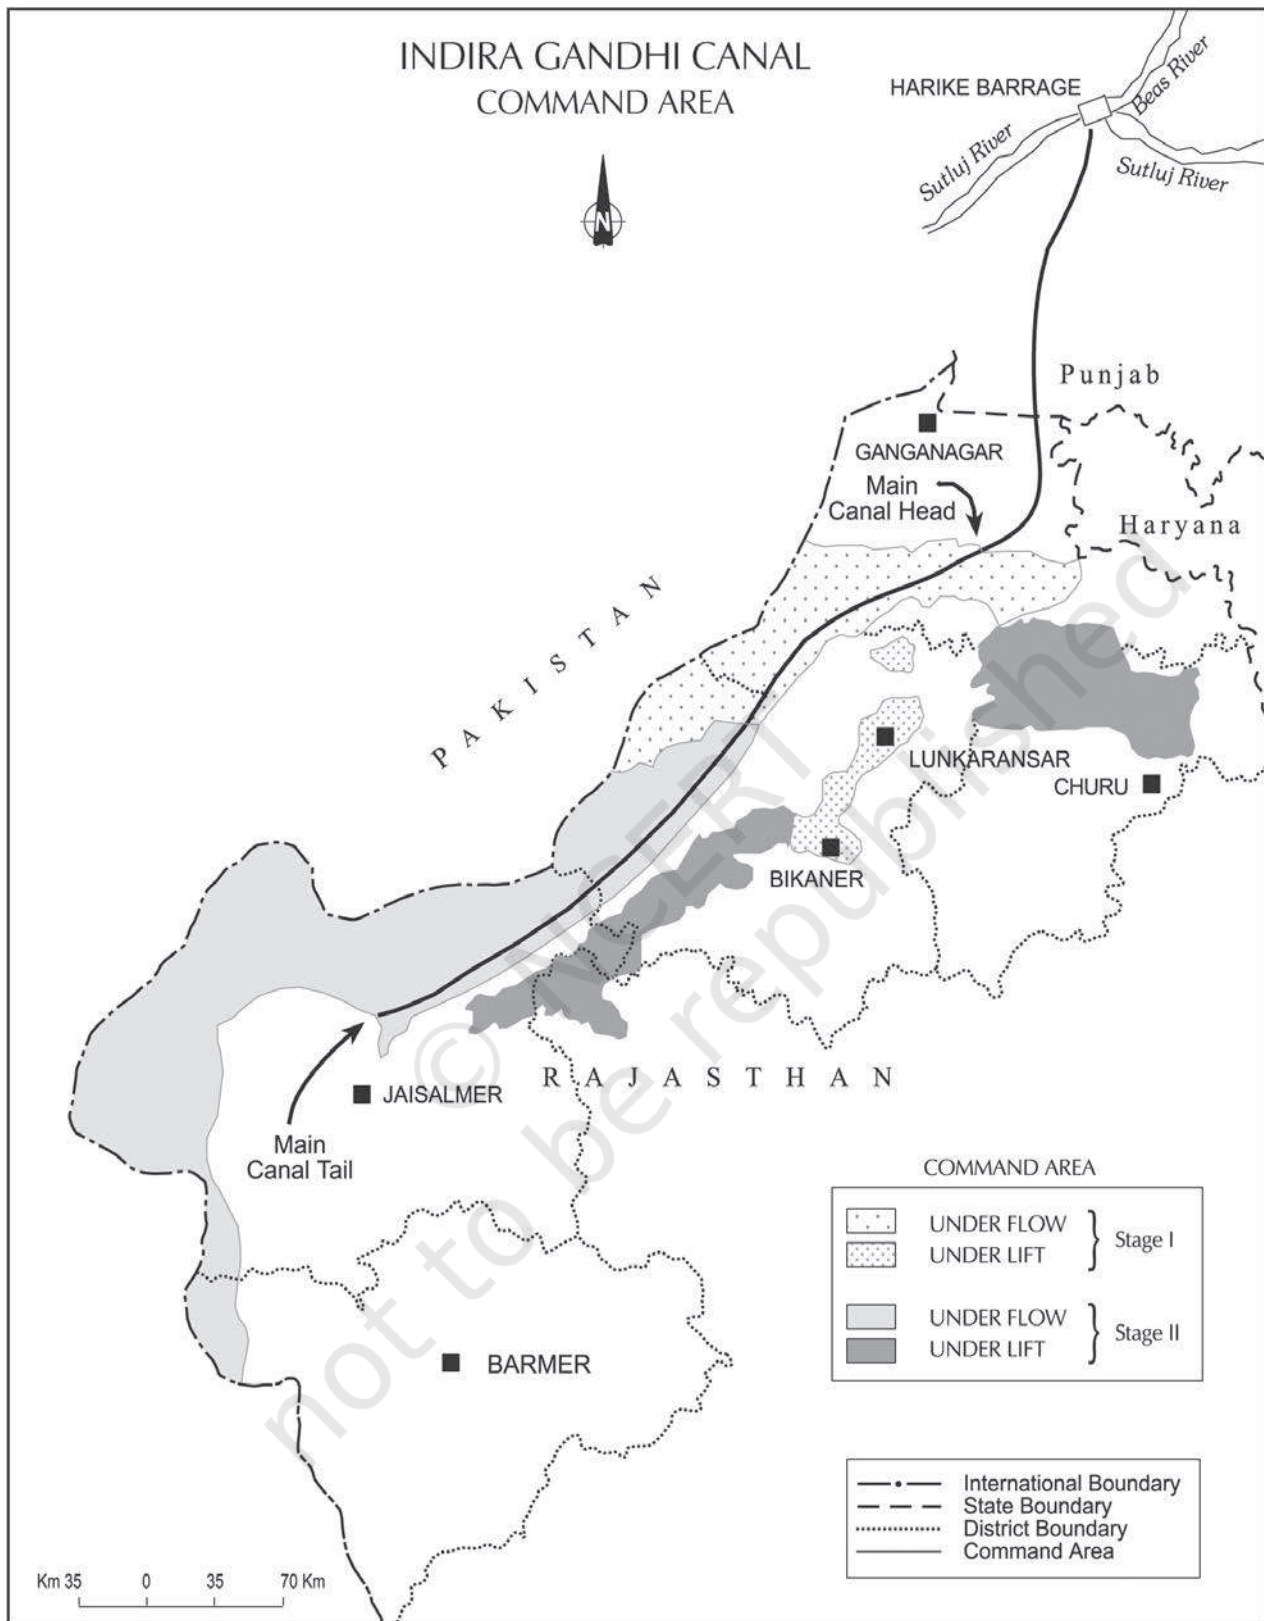 INDIRA GANDHI CANAL
COMMAND AREA
HARIKE BARRAGE
Beas River
Sutluj River
Sutluj River
N
Punjab
GANGANAGAR
Main
Canal Head
Haryana
PAKISTAN
LUNKARANSAR
CHURU
BIKANER
RAJASTHAN
JAISALMER
Main
Canal Tail
BARMER
COMMAND AREA
UNDER FLOW
UNDER LIFT
Stage I
UNDER FLOW
UNDER LIFT
Stage II
International Boundary
State Boundary
District Boundary
Command Area
Km 35 0 35 70 Km
© NCERT
not to be republished